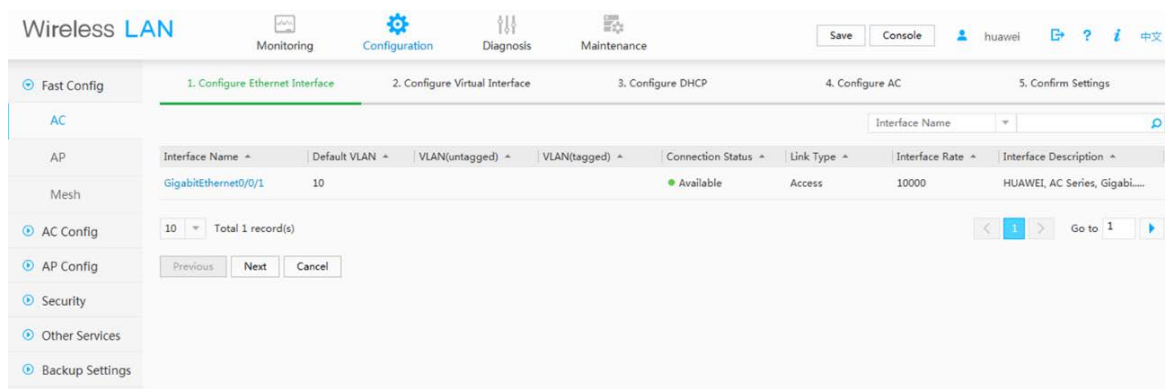 Wireless LAN
Monitoring
Configuration
Diagnosis
Maintenance
Save
Console
huawei
?
i
中文
Fast Config
AC
AP
Mesh
AC Config
AP Config
Security
Other Services
Backup Settings
1. Configure Ethernet Interface
2. Configure Virtual Interface
3. Configure DHCP
4. Configure AC
5. Confirm Settings
Interface Name
Interface Name Default VLAN VLAN(untagged) VLAN(tagged) Connection Status Link Type Interface Rate Interface Description
GigabitEthernet0/0/1 10 Available Access 10000 HUAWEI, AC Series, Gigabi.....
10 Total 1 record(s)
< 1 > Go to 1
Previous Next Cancel